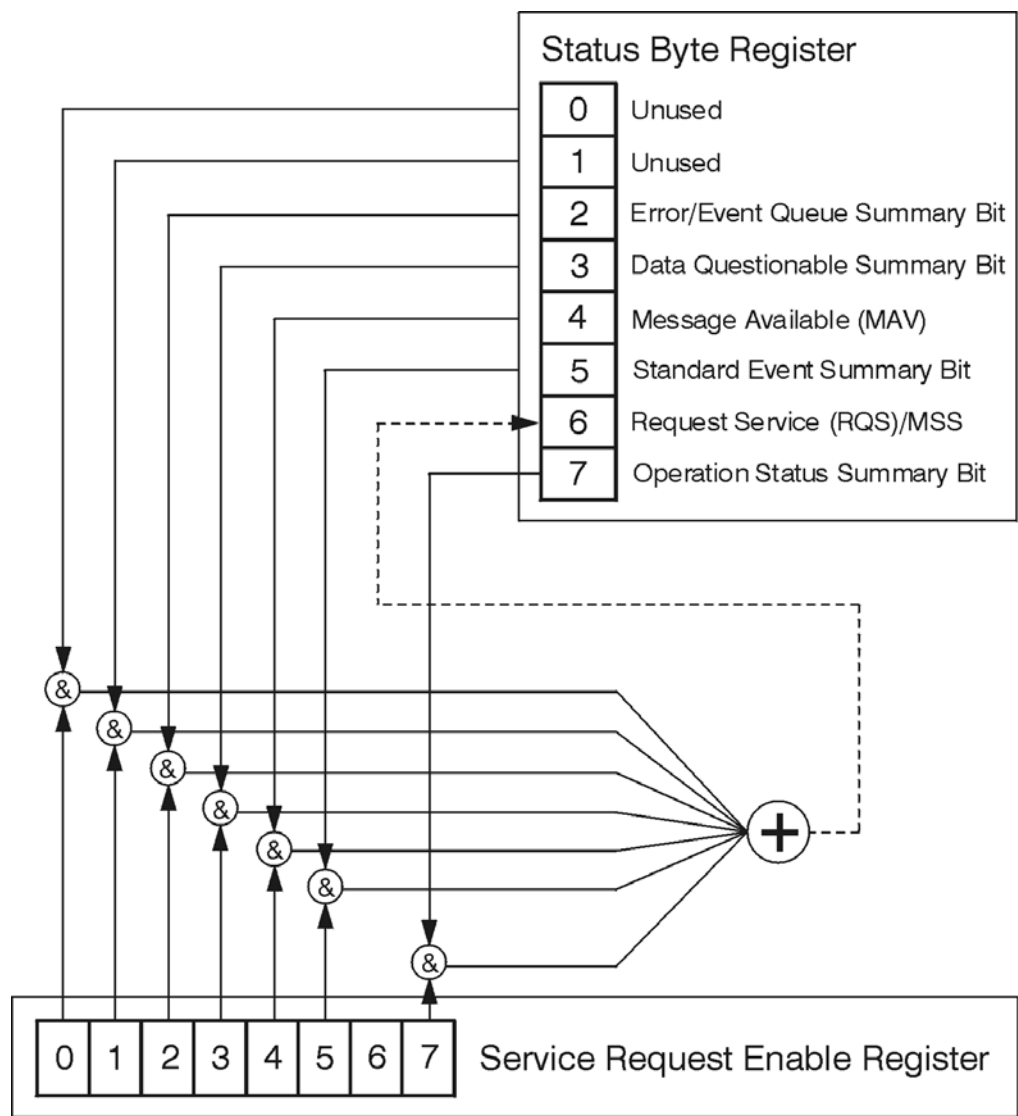 Status Byte Register
0 Unused
1 Unused
2 Error/Event Queue Summary Bit
3 Data Questionable Summary Bit
4 Message Available (MAV)
5 Standard Event Summary Bit
6 Request Service (RQS)/MSS
7 Operation Status Summary Bit
&
&
&
&
+
&
&
&
0 1 2 3 4 5 6 7 Service Request Enable Register